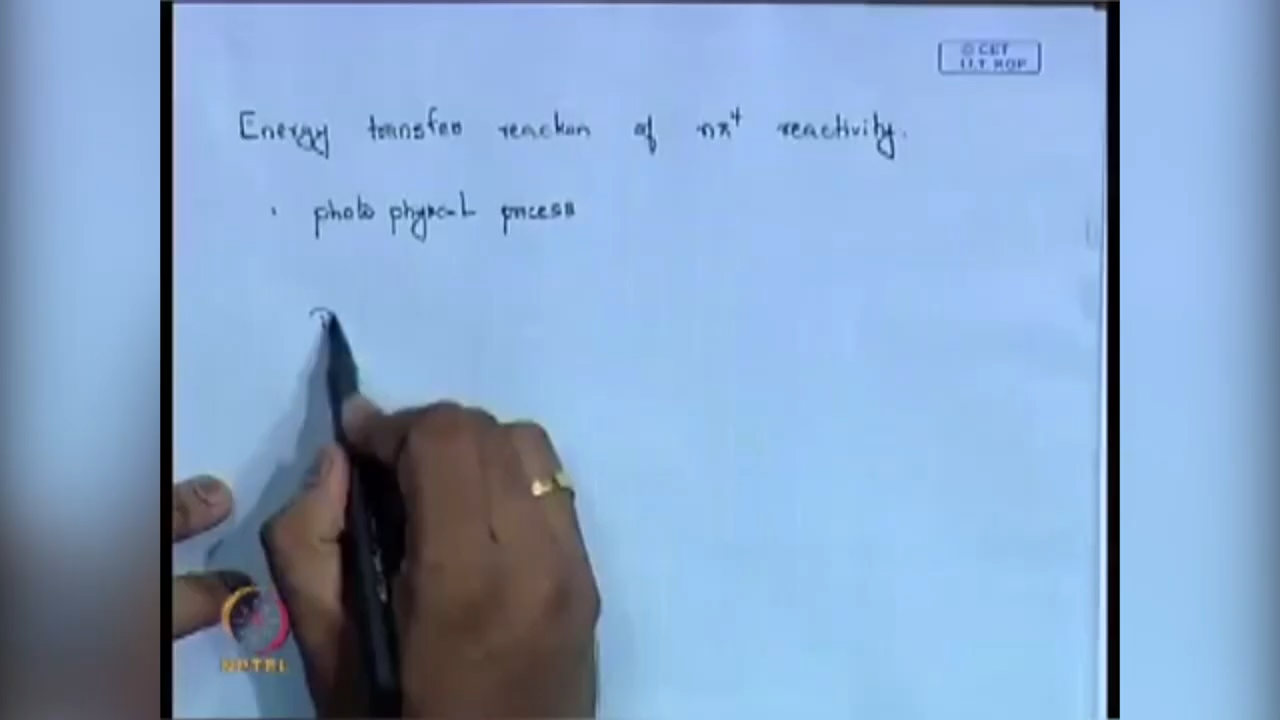 © CET
I.I.T. KGP
Energy transfer reaction of nπ* reactivity.
· photo physical process
NPTEL